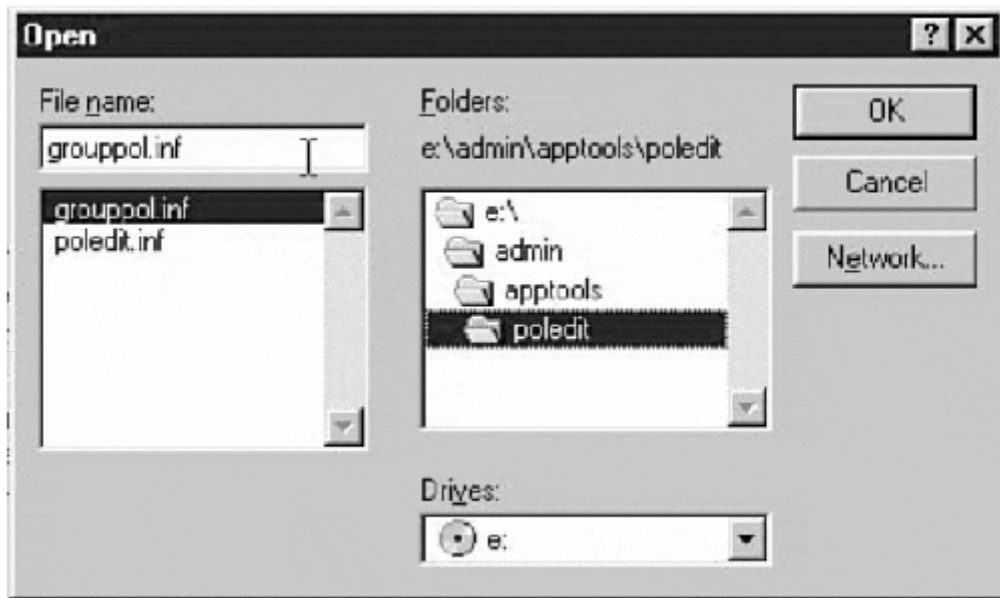 Open
File name:
grouppol.inf
grouppol.inf
poledit.inf
Folders:
e:\admin\apptools\poledit
e:\
admin
apptools
poledit
Drives:
e:
OK
Cancel
Network...